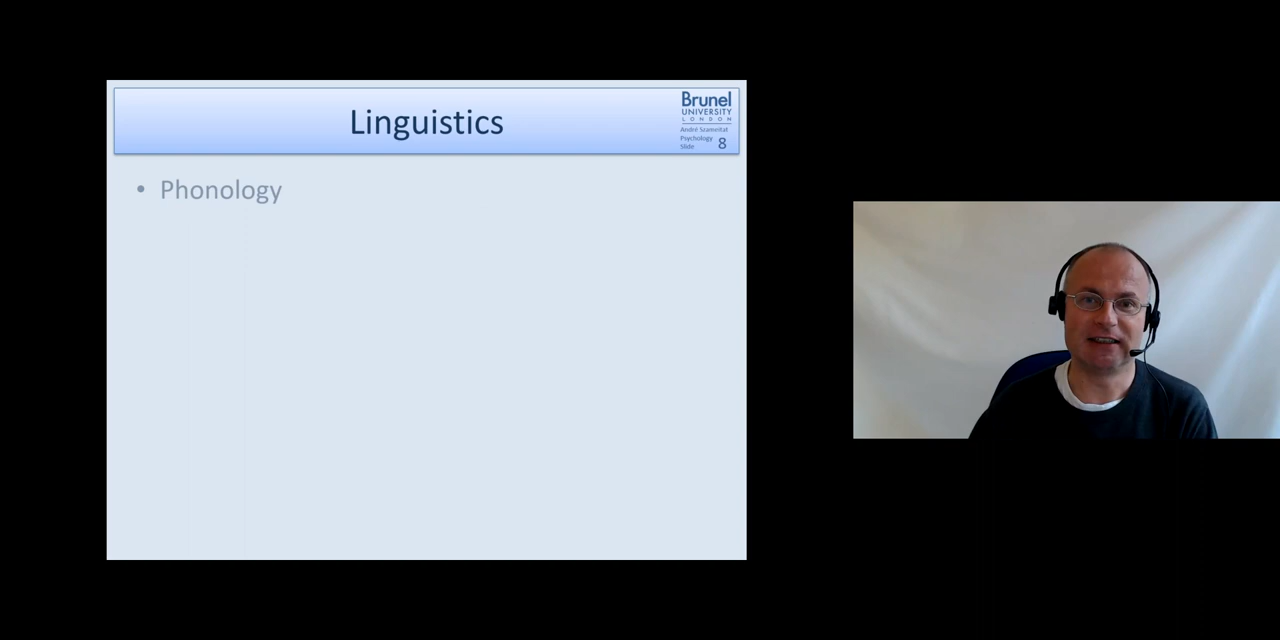 Linguistics
Brunel
UNIVERSITY
LONDON
André Szameitat
Psychology
Slide 8
• Phonology